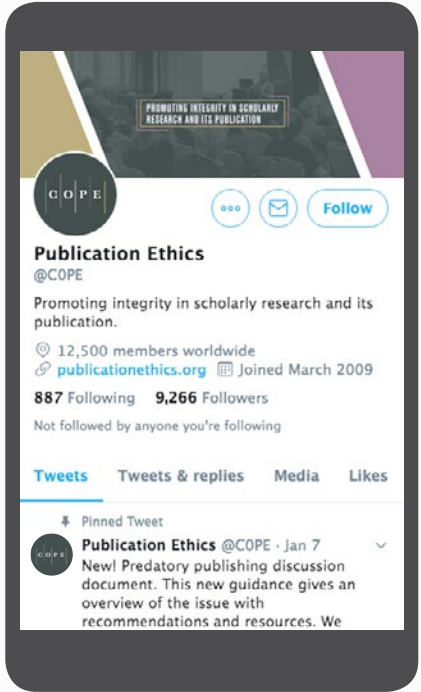 PROMOTING INTEGRITY IN SCHOLARLY
RESEARCH AND ITS PUBLICATION
C O P E
Follow
Publication Ethics
@C0PE
Promoting integrity in scholarly research and its
publication.
12,500 members worldwide
publicationethics.org Joined March 2009
887 Following 9,266 Followers
Not followed by anyone you're following
Tweets Tweets & replies Media Likes
Pinned Tweet
C O P E
Publication Ethics @C0PE · Jan 7
New! Predatory publishing discussion
document. This new guidance gives an
overview of the issue with
recommendations and resources. We